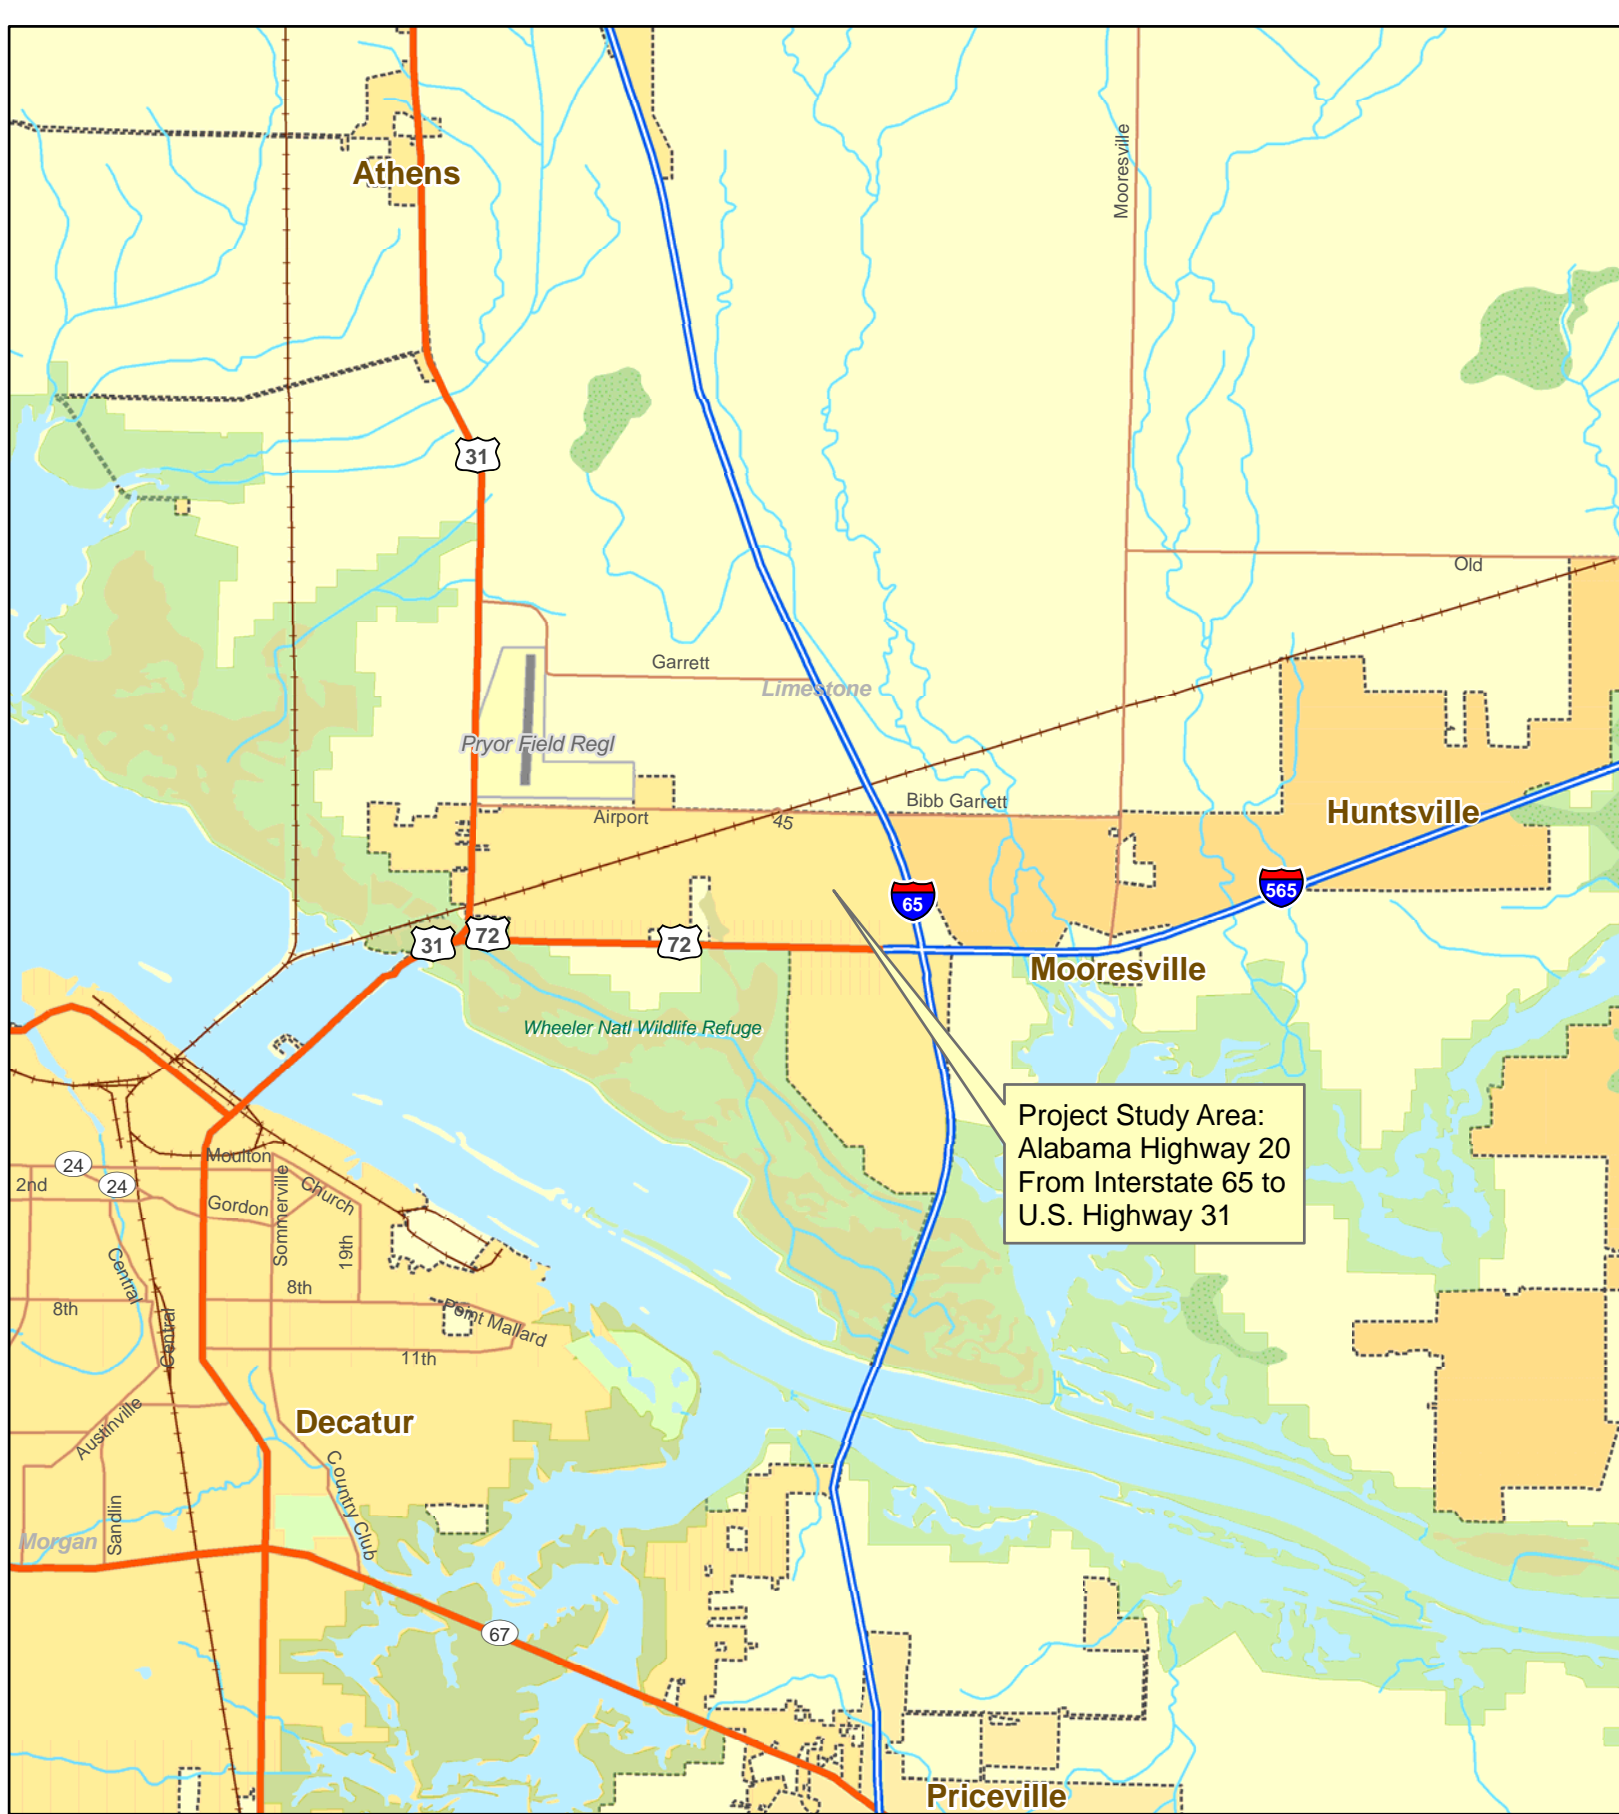 Mooresville
Athens
31
Old
Garrett
Limestone
Pryor Field Regl
Bibb Garrett
Airport
45
Huntsville
65
565
31
72
72
Mooresville
Wheeler Natl Wildlife Refuge
Project Study Area:
Alabama Highway 20
From Interstate 65 to
U.S. Highway 31
Moulton
24
24
2nd
Gordon
Sommerville
Church
19th
Central
8th
8th
Central
Point Mallard
11th
Austinville
Decatur
Country Club
Sandlin
Morgan
67
Priceville